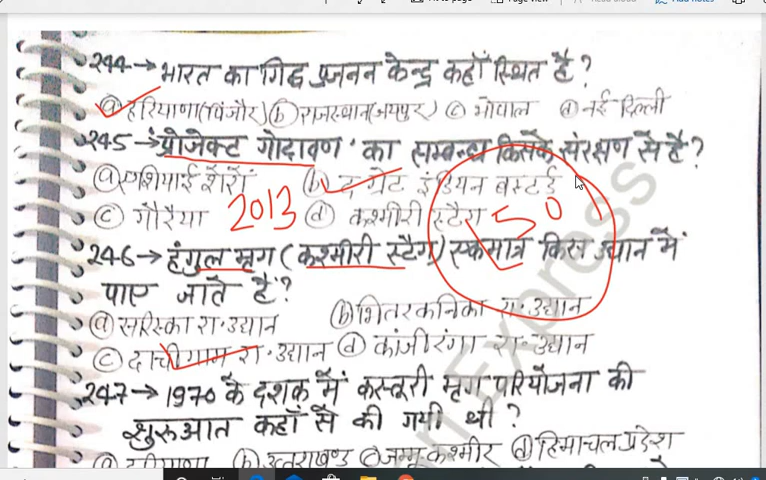 244→ भारत का गिद्ध प्रजनन केन्द्र कहाँ स्थित है?
ⓐ हरियाणा(पिंजौर) ⓑ राजस्थान(जयपुर) ⓒ भोपाल ⓓ नई दिल्ली
245→ 'प्रोजेक्ट गोदावण' का सम्बन्ध किसके संरक्षण से है?
ⓐ एशियाई शेरों ⓑ द ग्रेट इंडियन बस्टर्ड
ⓒ गौरैया 2013 ⓓ कश्मीरी स्टैग 150
246→ हंगुल मृग (कश्मीरी स्टैग) एकमात्र किस उद्यान में
पाए जाते है?
ⓐ सरिस्का रा॰ उद्यान ⓑ भितरकनिका रा॰ उद्यान
ⓒ दाचीगाम रा॰ उद्यान ⓓ कांजीरंगा रा॰ उद्यान
247→ 1970 के दशक में कस्तूरी मृग परियोजना की
शुरुआत कहाँ से की गयी थी?
ⓐ हरियाणा ⓑ उत्तराखण्ड ⓒ जम्मू-कश्मीर ⓓ हिमाचल प्रदेश